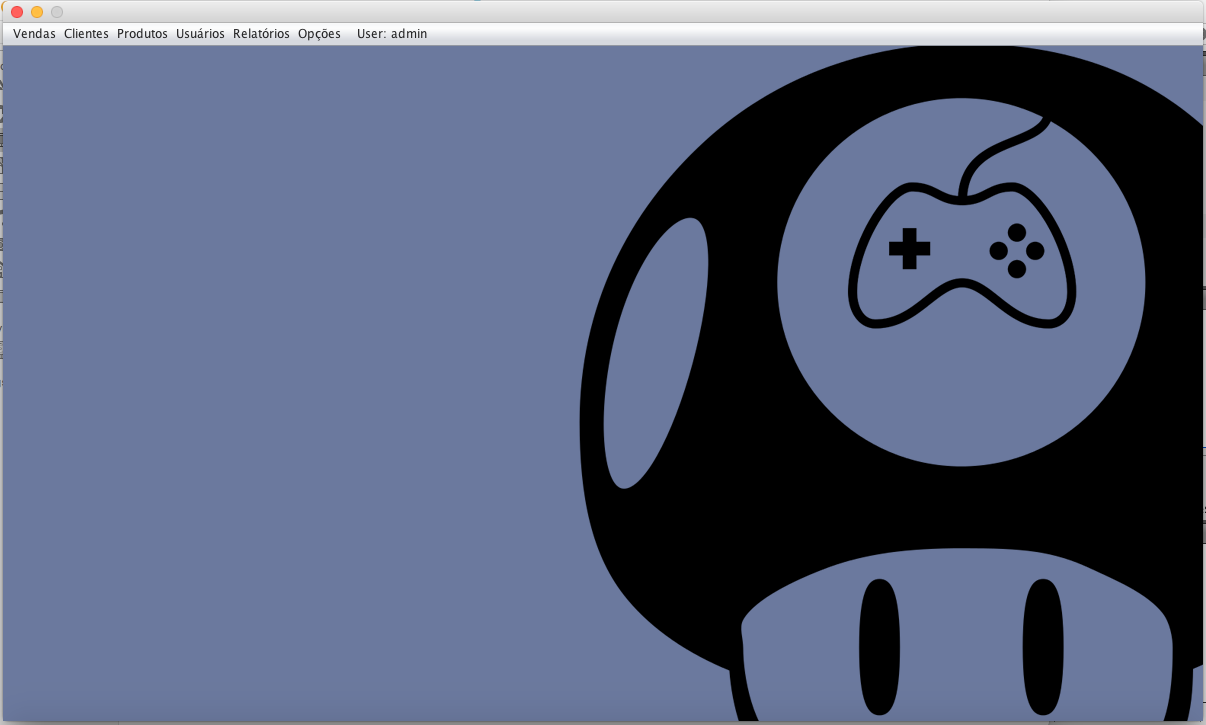 Vendas Clientes Produtos Usuários Relatórios Opções User: admin